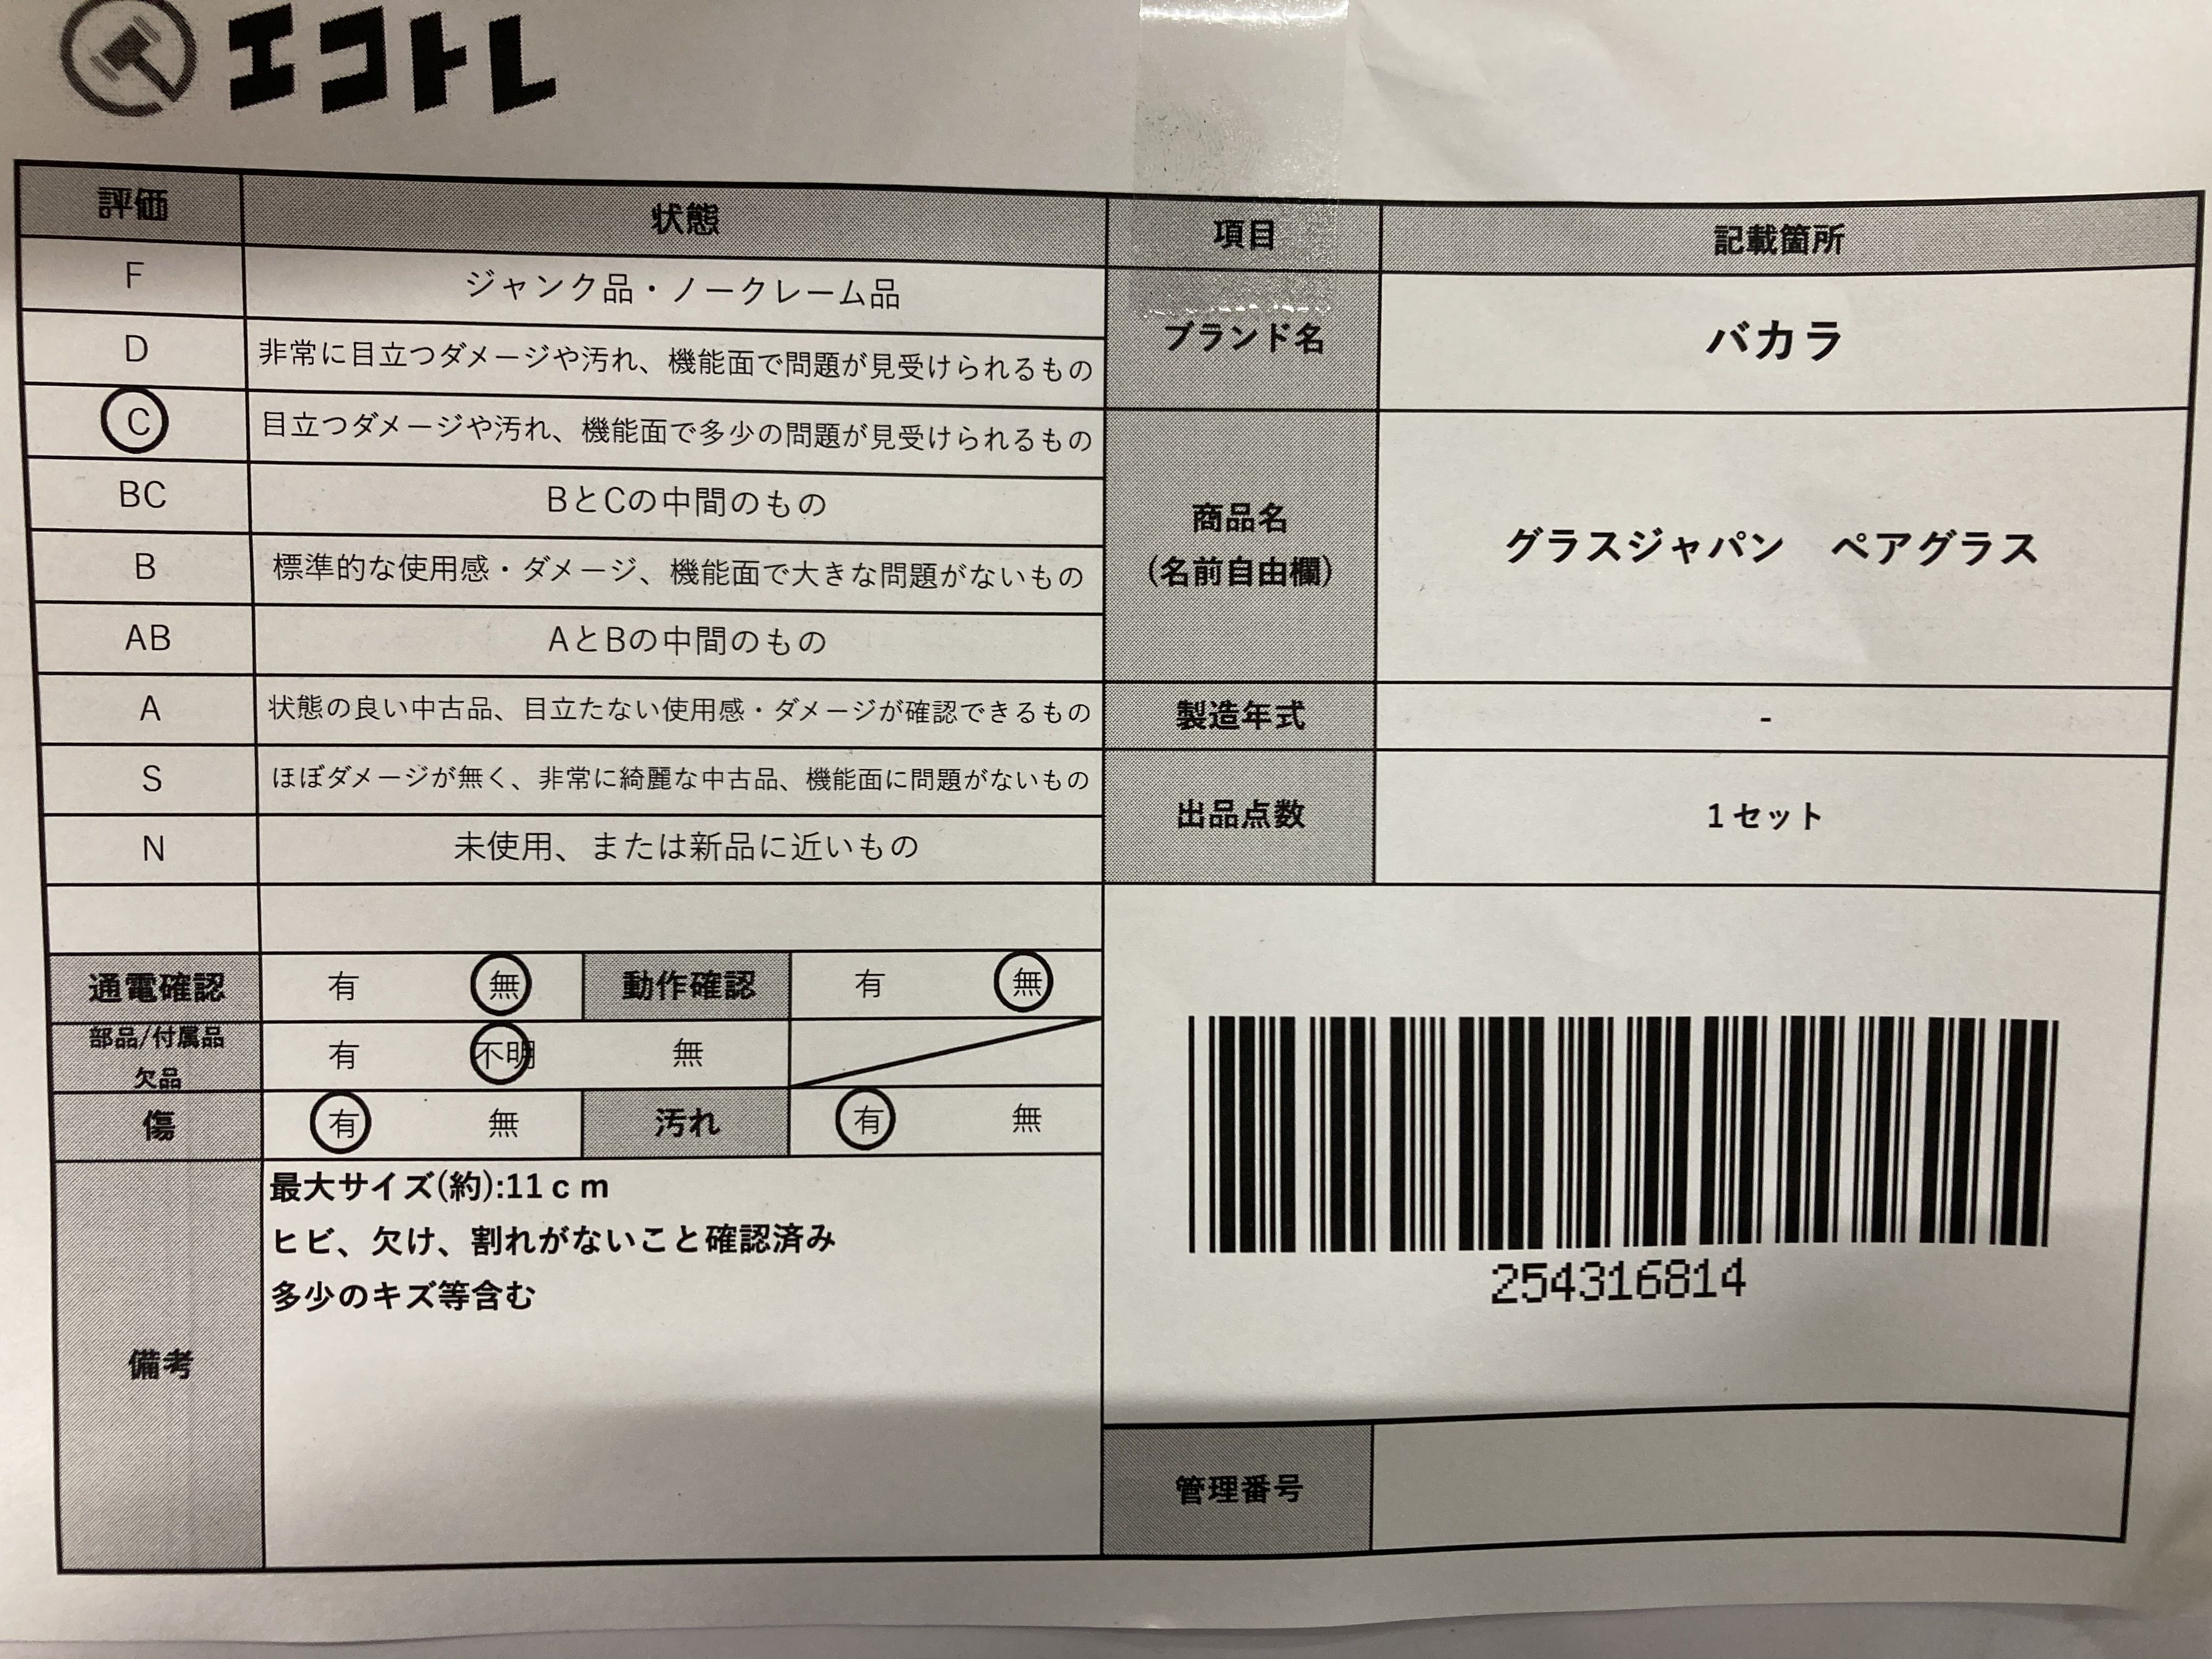 エコトレ
評価 状態
F ジャンク品・ノークレーム品
D 非常に目立つダメージや汚れ、機能面で問題が見受けられるもの
C 目立つダメージや汚れ、機能面で多少の問題が見受けられるもの
BC BとCの中間のもの
B 標準的な使用感・ダメージ、機能面で大きな問題がないもの
AB AとBの中間のもの
A 状態の良い中古品、目立たない使用感・ダメージが確認できるもの
S ほぼダメージが無く、非常に綺麗な中古品、機能面に問題がないもの
N 未使用、または新品に近いもの
通電確認 有 無 動作確認 有 無
部品/付属品
欠品 有 不明 無
傷 有 無 汚れ 有 無
備考
最大サイズ(約):11ｃｍ
ヒビ、欠け、割れがないこと確認済み
多少のキズ等含む
項目 記載箇所
ブランド名 バカラ
商品名
(名前自由欄)
グラスジャパン　ペアグラス
製造年式 -
出品点数 1セット
254316814
管理番号